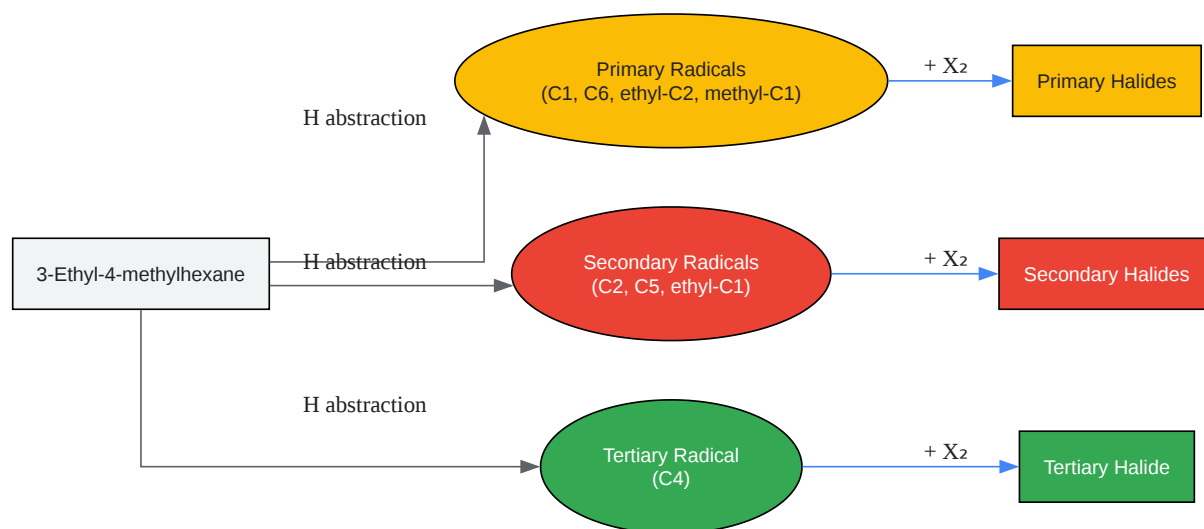 Primary Radicals
(C1, C6, ethyl-C2, methyl-C1)
+ X₂
Primary Halides
H abstraction
3-Ethyl-4-methylhexane
H abstraction
Secondary Radicals
(C2, C5, ethyl-C1)
+ X₂
Secondary Halides
H abstraction
Tertiary Radical
(C4)
+ X₂
Tertiary Halide